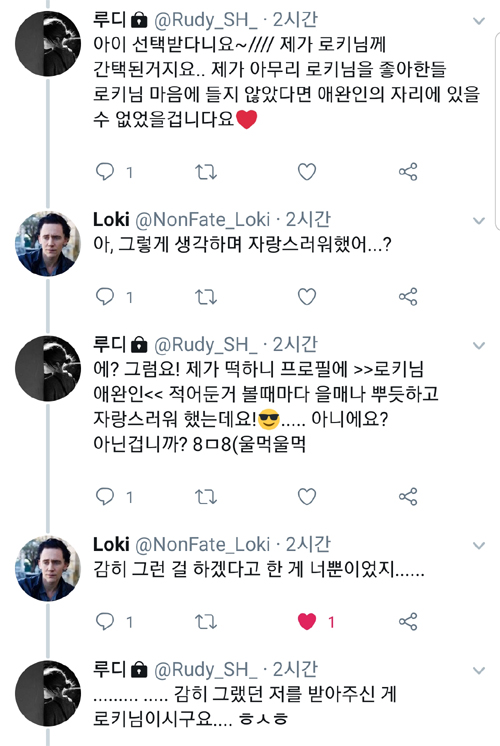 루디 @Rudy_SH_ · 2시간
아이 선택받다니요~//// 제가 로키님께
간택된거지요.. 제가 아무리 로키님을 좋아한들
로키님 마음에 들지 않았다면 애완인의 자리에 있을
수 없었을겁니다요❤
1
Loki @NonFate_Loki · 2시간
아, 그렇게 생각하며 자랑스러워했어...?
1
루디 @Rudy_SH_ · 2시간
에? 그럼요! 제가 떡하니 프로필에 >>로키님
애완인<< 적어둔거 볼때마다 을매나 뿌듯하고
자랑스러워 했는데요!😎..... 아니에요?
아닌겁니까? 8ㅁ8(울먹울먹
1
Loki @NonFate_Loki · 2시간
감히 그런 걸 하겠다고 한 게 너뿐이었지......
1 1
루디 @Rudy_SH_ · 2시간
......... ..... 감히 그랬던 저를 받아주신 게
로키님이시구요.... ㅎㅅㅎ